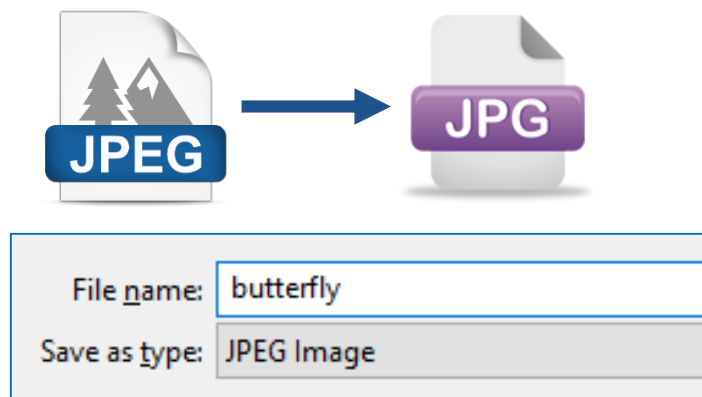 JPEG
JPG
File name: butterfly
Save as type: JPEG Image